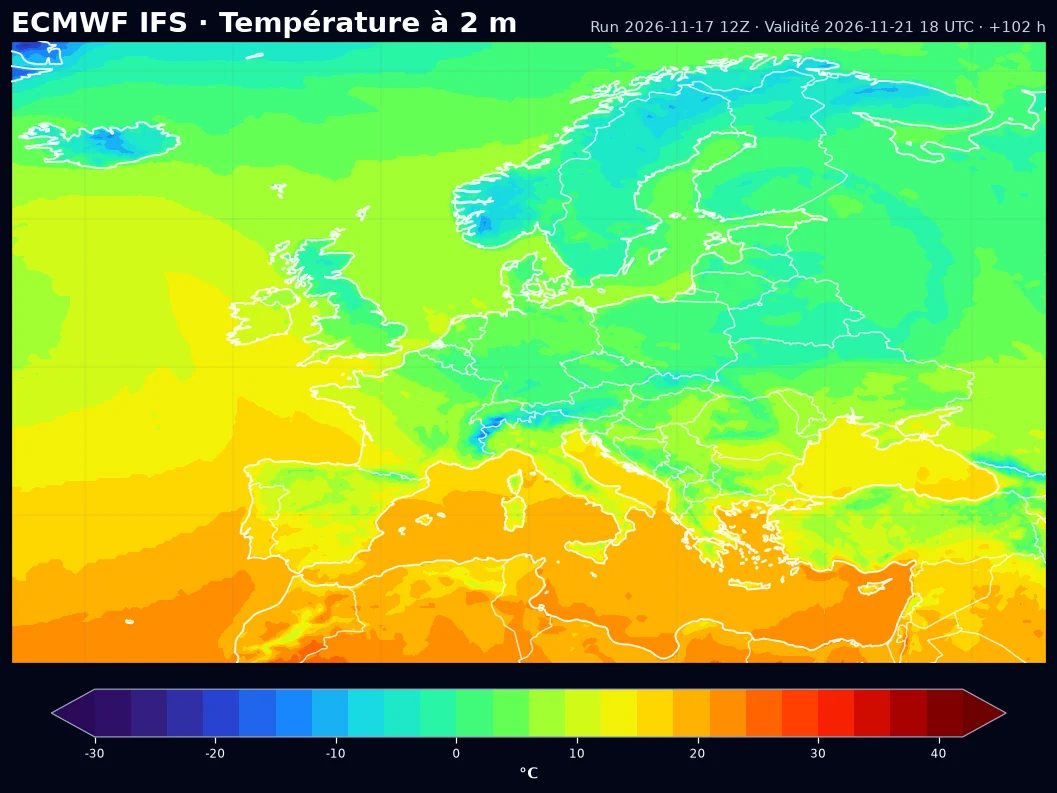 ECMWF IFS · Température à 2 m
Run 2026-11-17 12Z · Validité 2026-11-21 18 UTC · +102 h
-30 -20 -10 0 10 20 30 40
°C